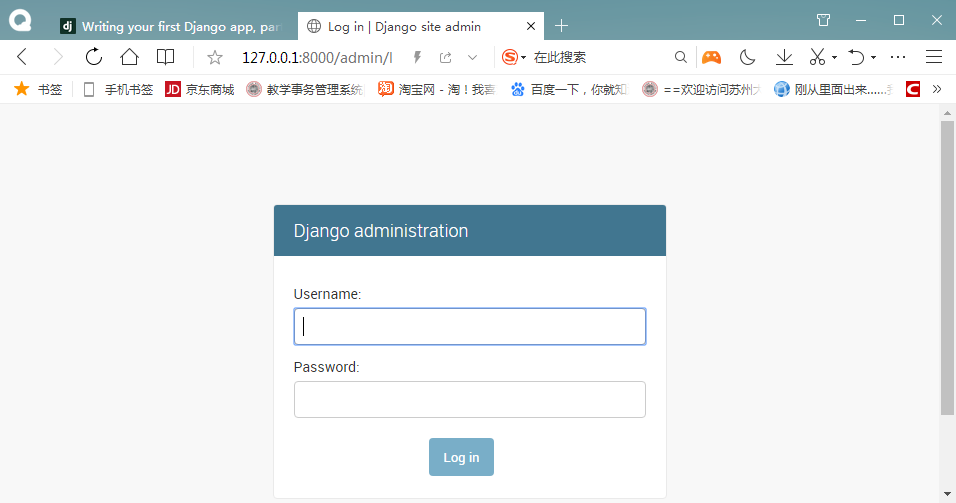 Writing your first Django app, par
Log in | Django site admin
127.0.0.1:8000/admin/l
在此搜索
书签
手机书签
JD 京东商城
教学事务管理系统
淘 淘宝网 - 淘！我喜
百度一下，你就知
==欢迎访问苏州大
刚从里面出来……
Django administration
Username:
Password:
Log in